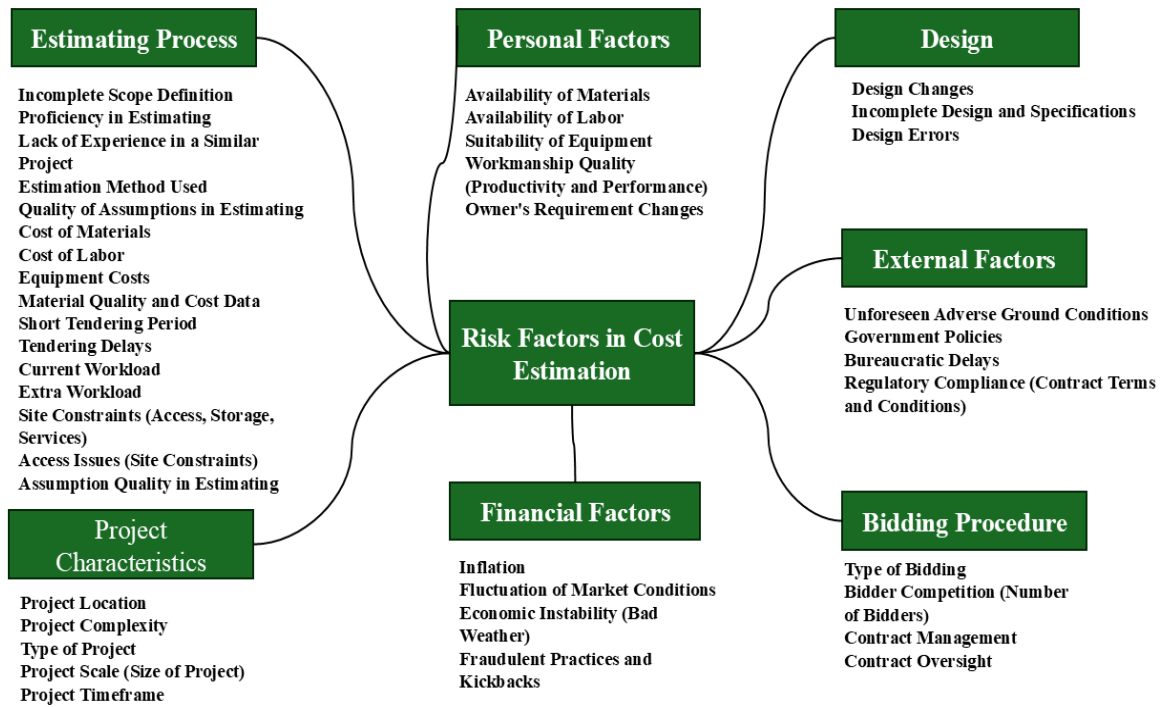 Estimating Process
Incomplete Scope Definition
Proficiency in Estimating
Lack of Experience in a Similar
Project
Estimation Method Used
Quality of Assumptions in Estimating
Cost of Materials
Cost of Labor
Equipment Costs
Material Quality and Cost Data
Short Tendering Period
Tendering Delays
Current Workload
Extra Workload
Site Constraints (Access, Storage,
Services)
Access Issues (Site Constraints)
Assumption Quality in Estimating
Project
Characteristics
Project Location
Project Complexity
Type of Project
Project Scale (Size of Project)
Project Timeframe
Personal Factors
Availability of Materials
Availability of Labor
Suitability of Equipment
Workmanship Quality
(Productivity and Performance)
Owner's Requirement Changes
Risk Factors in Cost
Estimation
Financial Factors
Inflation
Fluctuation of Market Conditions
Economic Instability (Bad
Weather)
Fraudulent Practices and
Kickbacks
Design
Design Changes
Incomplete Design and Specifications
Design Errors
External Factors
Unforeseen Adverse Ground Conditions
Government Policies
Bureaucratic Delays
Regulatory Compliance (Contract Terms
and Conditions)
Bidding Procedure
Type of Bidding
Bidder Competition (Number
of Bidders)
Contract Management
Contract Oversight